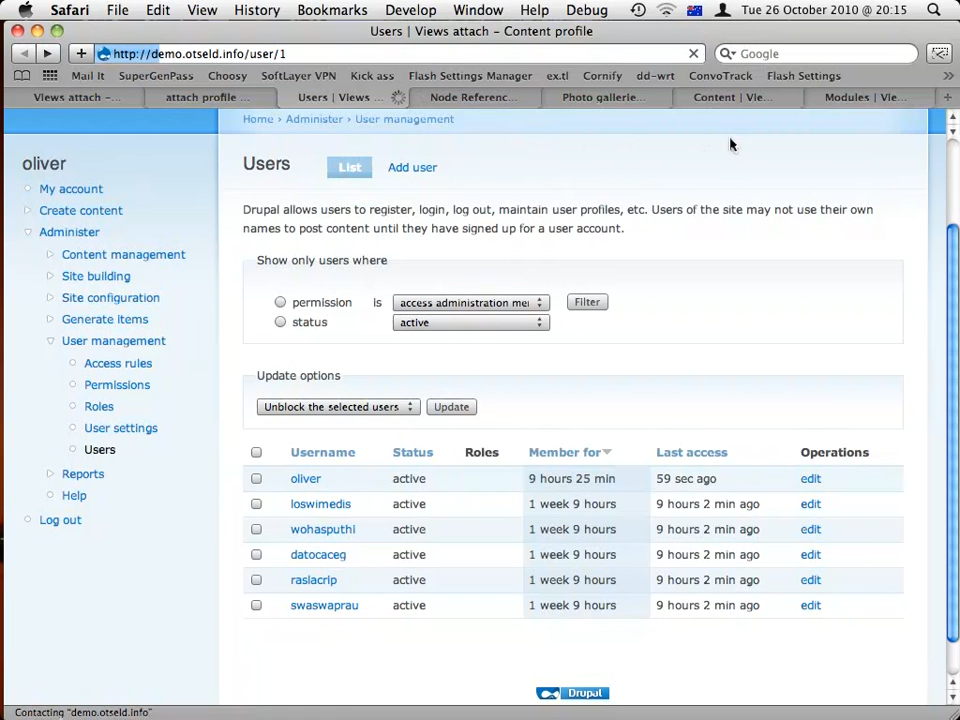 Safari File Edit View History Bookmarks Develop Window Help Debug Tue 26 October 2010 @ 20:15
Users | Views attach – Content profile
http://demo.otseld.info/user/1
Google
Mail It SuperGenPass Choosy SoftLayer VPN Kick ass Flash Settings Manager ex.tl Cornify dd-wrt ConvoTrack Flash Settings
Views attach –... attach profile ... Users | Views ... Node Referenc... Photo gallerie... Content | Vie... Modules | Vie...
Home › Administer › User management
oliver
My account
Create content
Administer
Content management
Site building
Site configuration
Generate items
User management
Access rules
Permissions
Roles
User settings
Users
Reports
Help
Log out
Users List Add user
Drupal allows users to register, login, log out, maintain user profiles, etc. Users of the site may not use their own
names to post content until they have signed up for a user account.
Show only users where
permission is access administration me Filter
status active
Update options
Unblock the selected users Update
Username Status Roles Member for Last access Operations
oliver active 9 hours 25 min 59 sec ago edit
loswimedis active 1 week 9 hours 9 hours 2 min ago edit
wohasputhi active 1 week 9 hours 9 hours 2 min ago edit
datocaceg active 1 week 9 hours 9 hours 2 min ago edit
raslacrip active 1 week 9 hours 9 hours 2 min ago edit
swaswaprau active 1 week 9 hours 9 hours 2 min ago edit
Drupal
Contacting "demo.otseld.info"